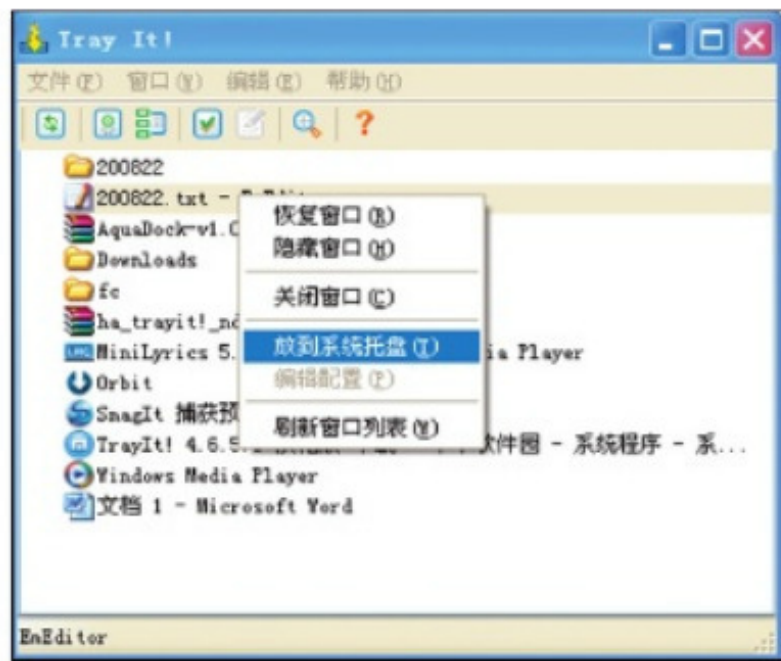 Tray It!
文件(F) 窗口(W) 编辑(E) 帮助(H)
200822
200822.txt -
恢复窗口(R)
AquaDock-v1.0
隐藏窗口(H)
Downloads
关闭窗口(C)
fc
ha_trayit!_
放到系统托盘(T)
MiniLyrics 5. ia Player
编辑配置(P)
Orbit
SnagIt 捕获预
刷新窗口列表(W)
TrayIt! 4.6.5. 软件园 - 系统程序 - 系...
Windows Media Player
文档 1 - Microsoft Word
EmEditor